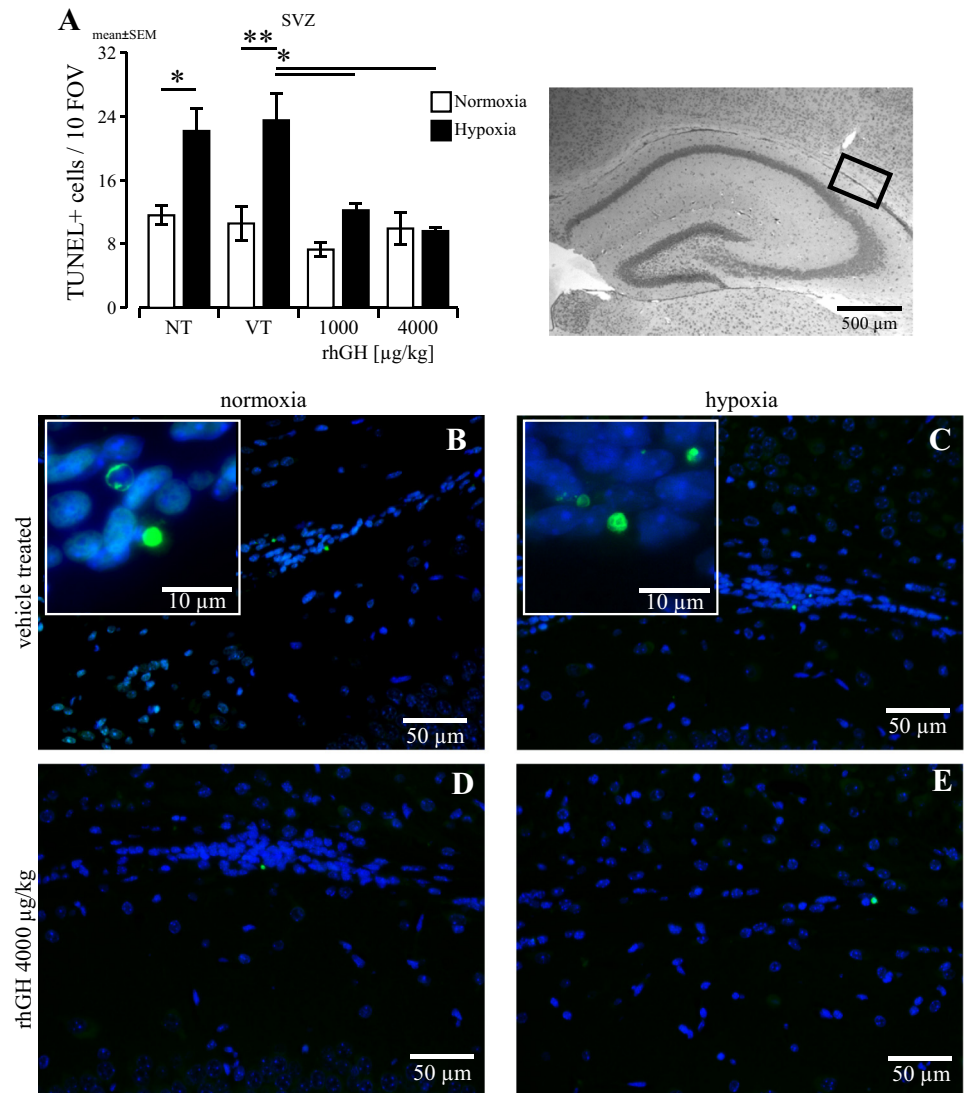 A
mean±SEM
SVZ
**
*
*
TUNEL+ cells / 10 FOV
32
24
16
8
0
Normoxia
Hypoxia
NT
VT
1000
4000
rhGH [µg/kg]
500 µm
normoxia
hypoxia
vehicle treated
B
10 µm
50 µm
C
10 µm
50 µm
rhGH 4000 µg/kg
D
50 µm
E
50 µm